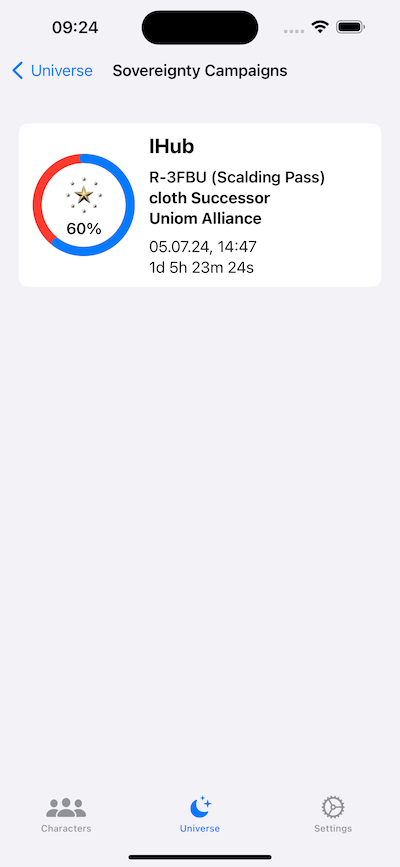 09:24
Universe
Sovereignty Campaigns
IHub
R-3FBU (Scalding Pass)
cloth Successor
Uniom Alliance
60%
05.07.24, 14:47
1d 5h 23m 24s
Characters
Universe
Settings